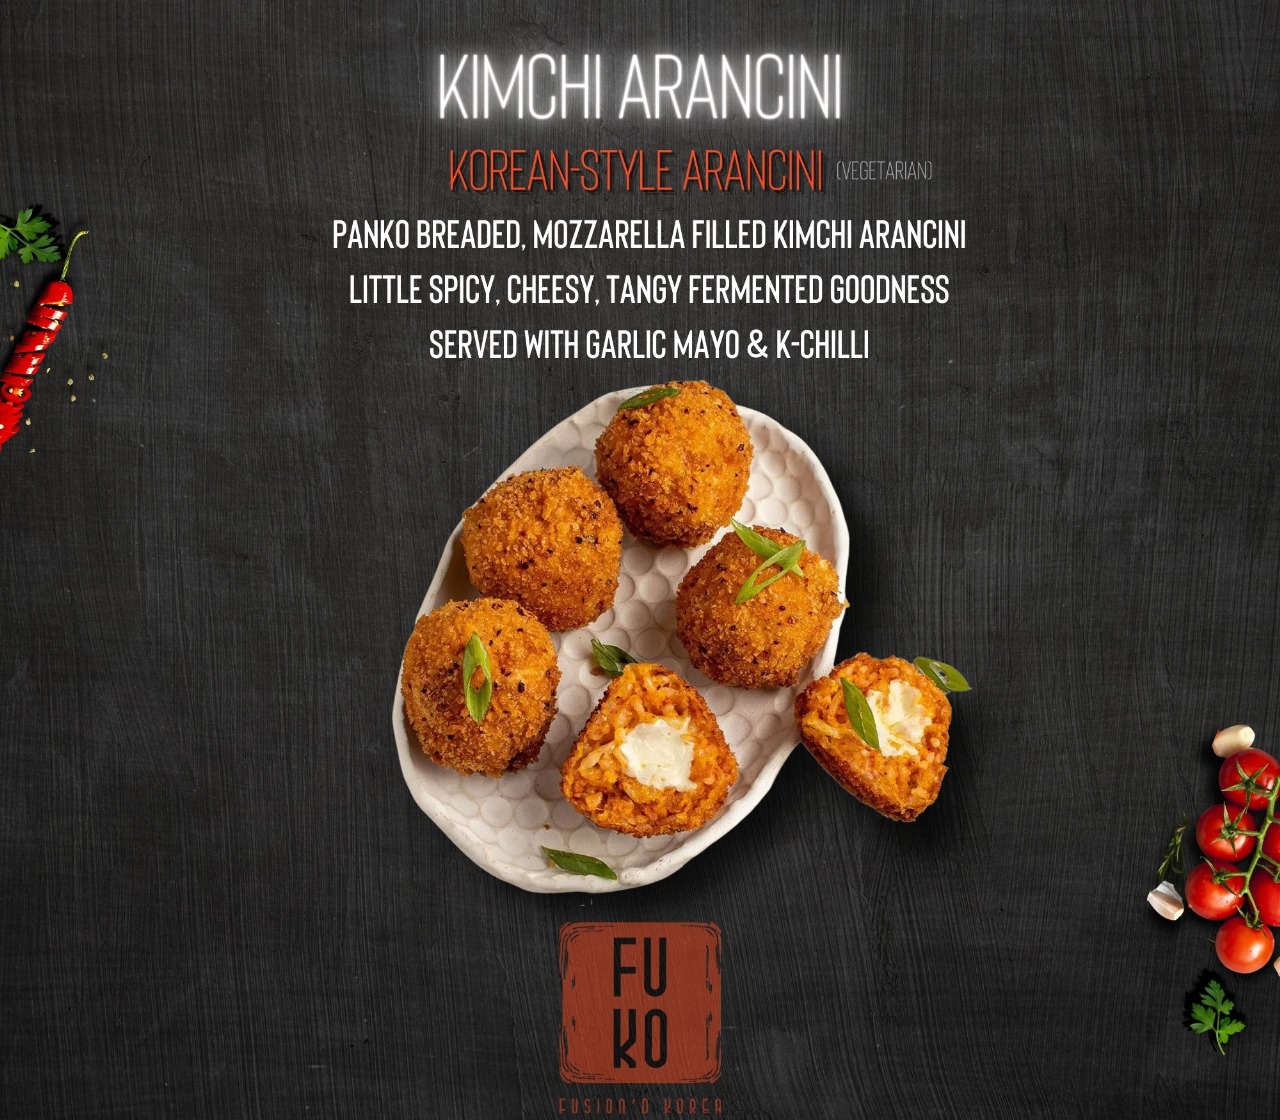 KIMCHI ARANCINI
KOREAN-STYLE ARANCINI (VEGETARIAN)
PANKO BREADED, MOZZARELLA FILLED KIMCHI ARANCINI
LITTLE SPICY, CHEESY, TANGY FERMENTED GOODNESS
SERVED WITH GARLIC MAYO & K-CHILLI
FU
KO
FUSION'D KOREA